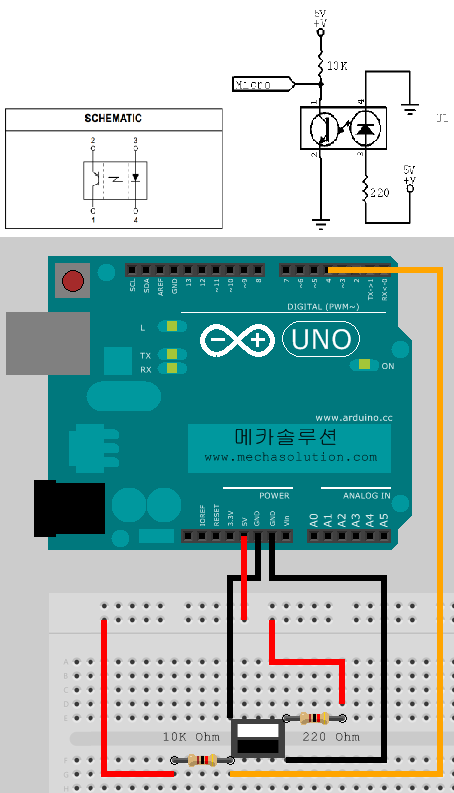 5V
+V
10K
Micro
1
4
U1
2
3
5V
+V
220
SCHEMATIC
2 3
1 4
SCL
SDA
AREF
GND
13
12
~11
~10
~9
8
7
~6
~5
4
~3
2
TX->1
RX<-0
DIGITAL (PWM~)
L
TX
RX
UNO
ON
www.arduino.cc
메카솔루션
www.mechasolution.com
POWER
ANALOG IN
IOREF
RESET
3.3V
5V
GND
GND
Vin
A0
A1
A2
A3
A4
A5
A
B
C
D
E
10K Ohm
220 Ohm
F
G
H